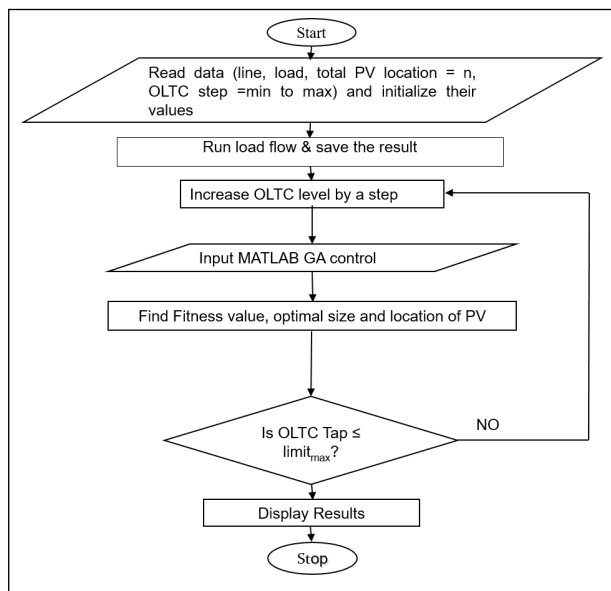 Start
Read data (line, load, total PV location = n,
OLTC step =min to max) and initialize their
values
Run load flow & save the result
Increase OLTC level by a step
Input MATLAB GA control
Find Fitness value, optimal size and location of PV
Is OLTC Tap ≤
limitmax?
NO
Display Results
Stop